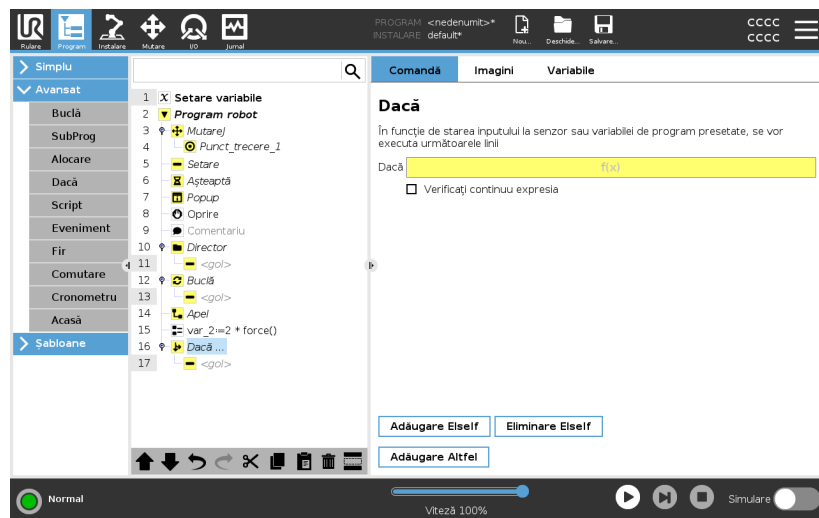 UR
PROGRAM <nedenumit>*
INSTALARE default*
Rulare Program Instalare Mutare I/O Jurnal
Nou... Deschide... Salvare...
CCCC
CCCC
Simplu
Avansat
Buclă
SubProg
Alocare
Dacă
Script
Eveniment
Fir
Comutare
Cronometru
Acasă
Șabloane
1 X Setare variabile
2 Program robot
3 MutareJ
4 Punct_trecere_1
5 Setare
6 Așteaptă
7 Popup
8 Oprire
9 Comentariu
10 Director
11 <gol>
12 Buclă
13 <gol>
14 Apel
15 var_2:=2 * force()
16 Dacă ...
17 <gol>
Comandă Imagini Variabile
Dacă
În funcție de starea inputului la senzor sau variabilei de program presetate, se vor
executa următoarele linii
Dacă f(x)
Verificați continuu expresia
Adăugare ElseIf Eliminare ElseIf
Adăugare Altfel
Normal
Viteză 100%
Simulare